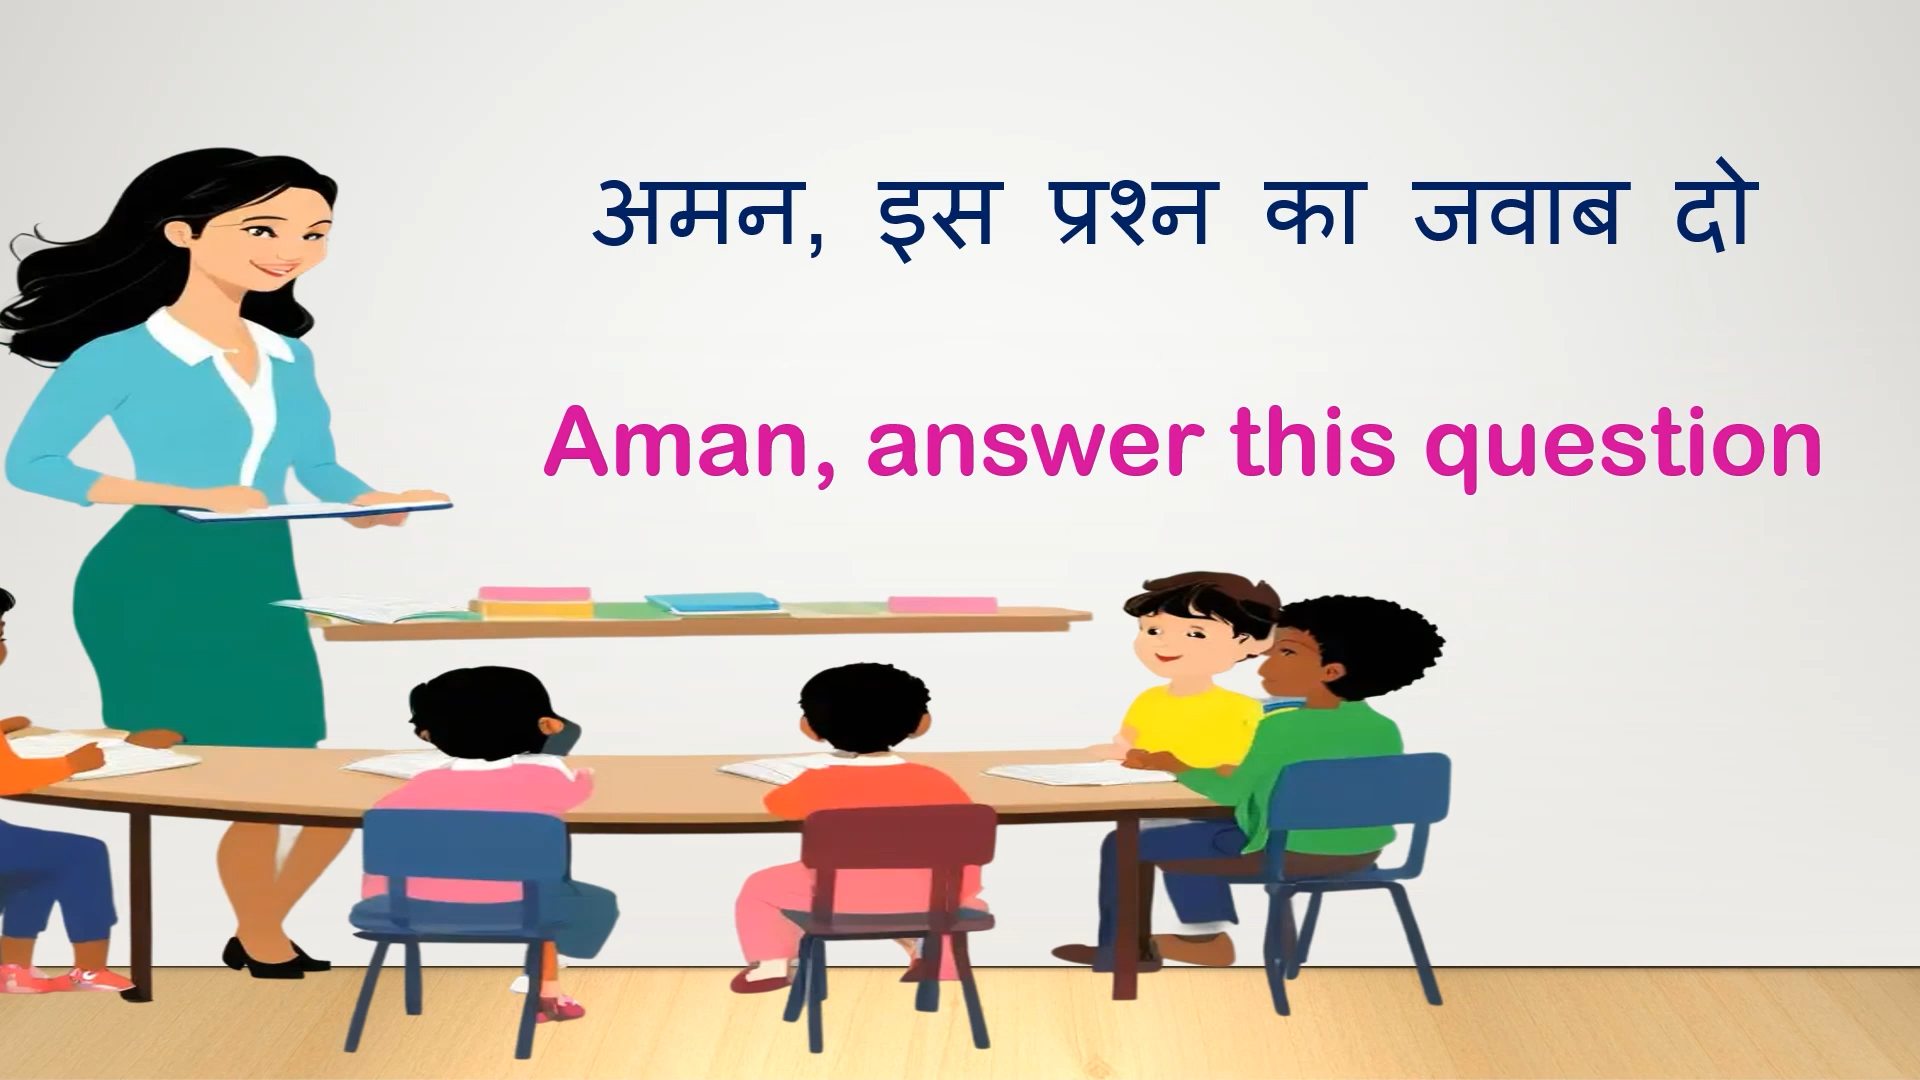 अमन, इस प्रश्न का जवाब दो
Aman, answer this question